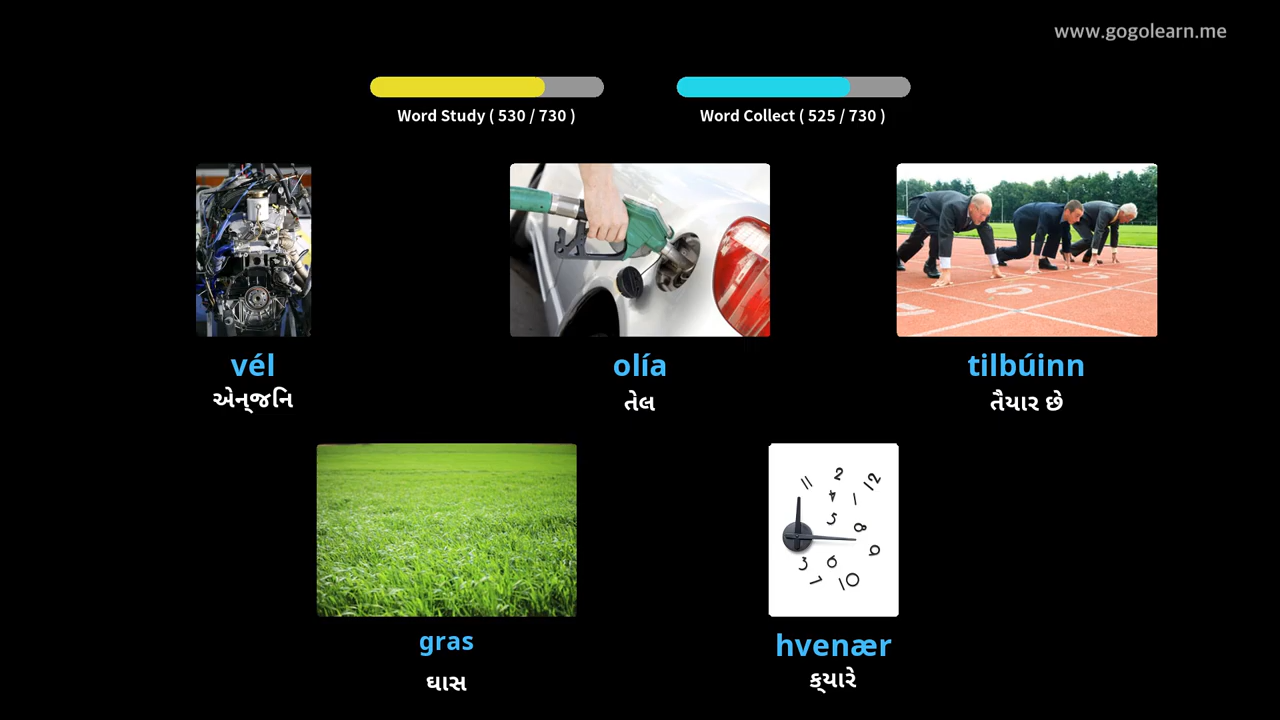 www.gogolearn.me
Word Study ( 530 / 730 )
Word Collect ( 525 / 730 )
vél
એન્જિન
olía
તેલ
tilbúinn
તૈયાર છે
gras
ઘાસ
hvenær
ક્યારે